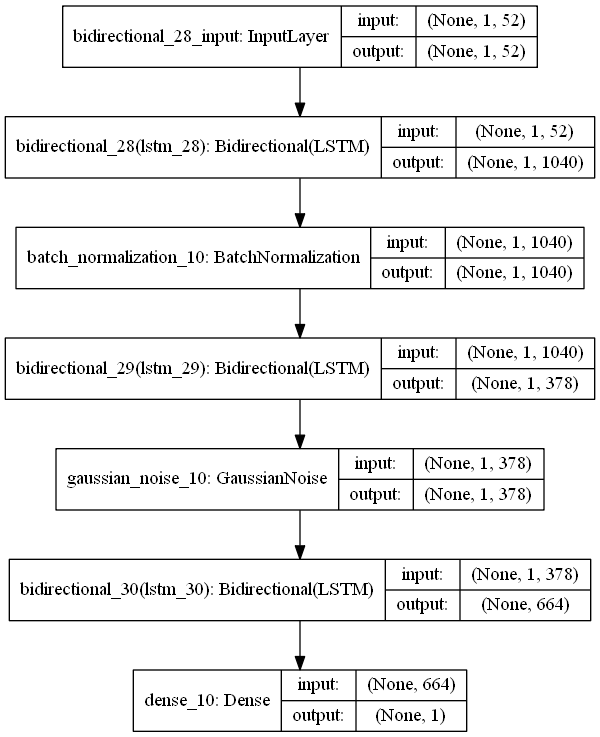 bidirectional_28_input: InputLayer
input: (None, 1, 52)
output: (None, 1, 52)
bidirectional_28(lstm_28): Bidirectional(LSTM)
input: (None, 1, 52)
output: (None, 1, 1040)
batch_normalization_10: BatchNormalization
input: (None, 1, 1040)
output: (None, 1, 1040)
bidirectional_29(lstm_29): Bidirectional(LSTM)
input: (None, 1, 1040)
output: (None, 1, 378)
gaussian_noise_10: GaussianNoise
input: (None, 1, 378)
output: (None, 1, 378)
bidirectional_30(lstm_30): Bidirectional(LSTM)
input: (None, 1, 378)
output: (None, 664)
dense_10: Dense
input: (None, 664)
output: (None, 1)